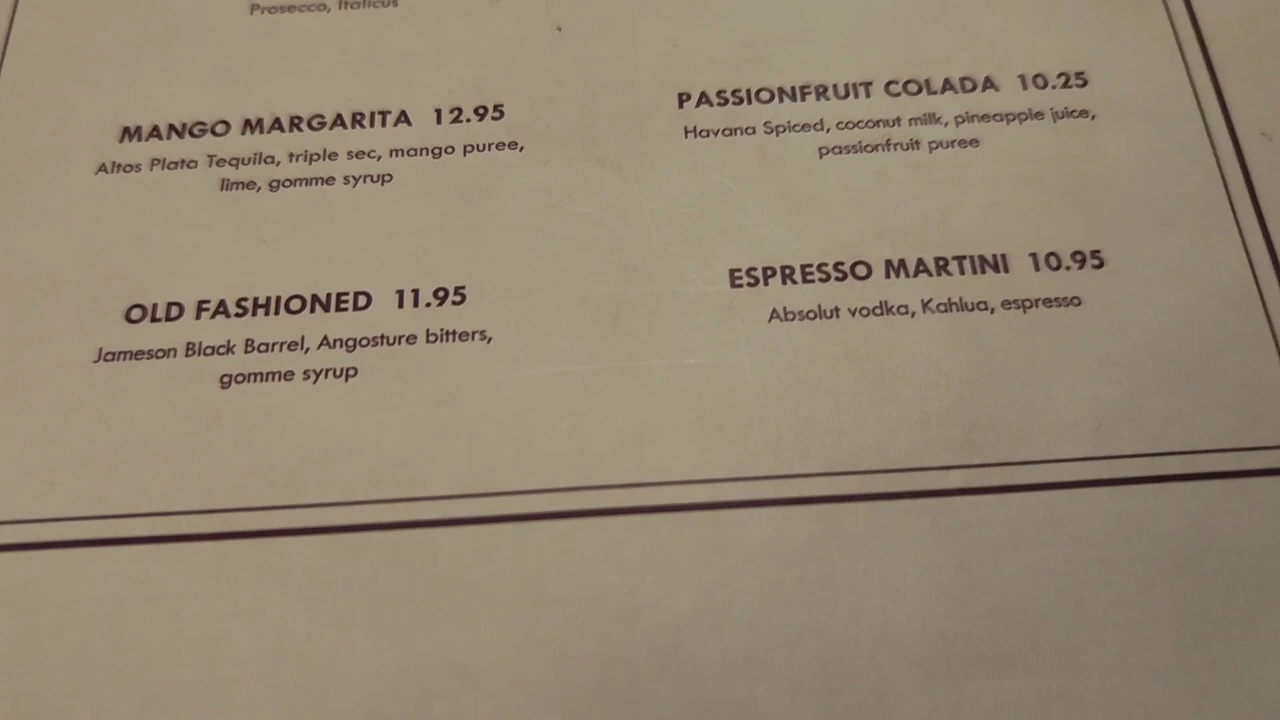 Prosecco, Italicus
MANGO MARGARITA 12.95
Altos Plata Tequila, triple sec, mango puree,
lime, gomme syrup
OLD FASHIONED 11.95
Jameson Black Barrel, Angosture bitters,
gomme syrup
PASSIONFRUIT COLADA 10.25
Havana Spiced, coconut milk, pineapple juice,
passionfruit puree
ESPRESSO MARTINI 10.95
Absolut vodka, Kahlua, espresso